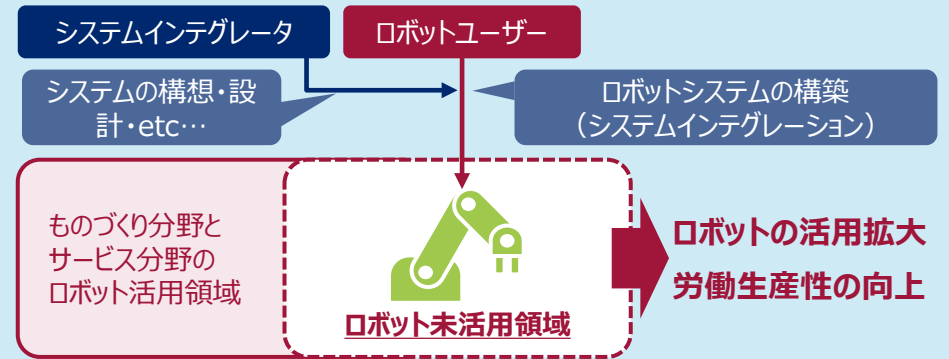 システムインテグレータ
ロボットユーザー
システムの構想・設
計・etc…
ロボットシステムの構築
（システムインテグレーション）
ものづくり分野と
サービス分野の
ロボット活用領域
ロボット未活用領域
ロボットの活用拡大
労働生産性の向上